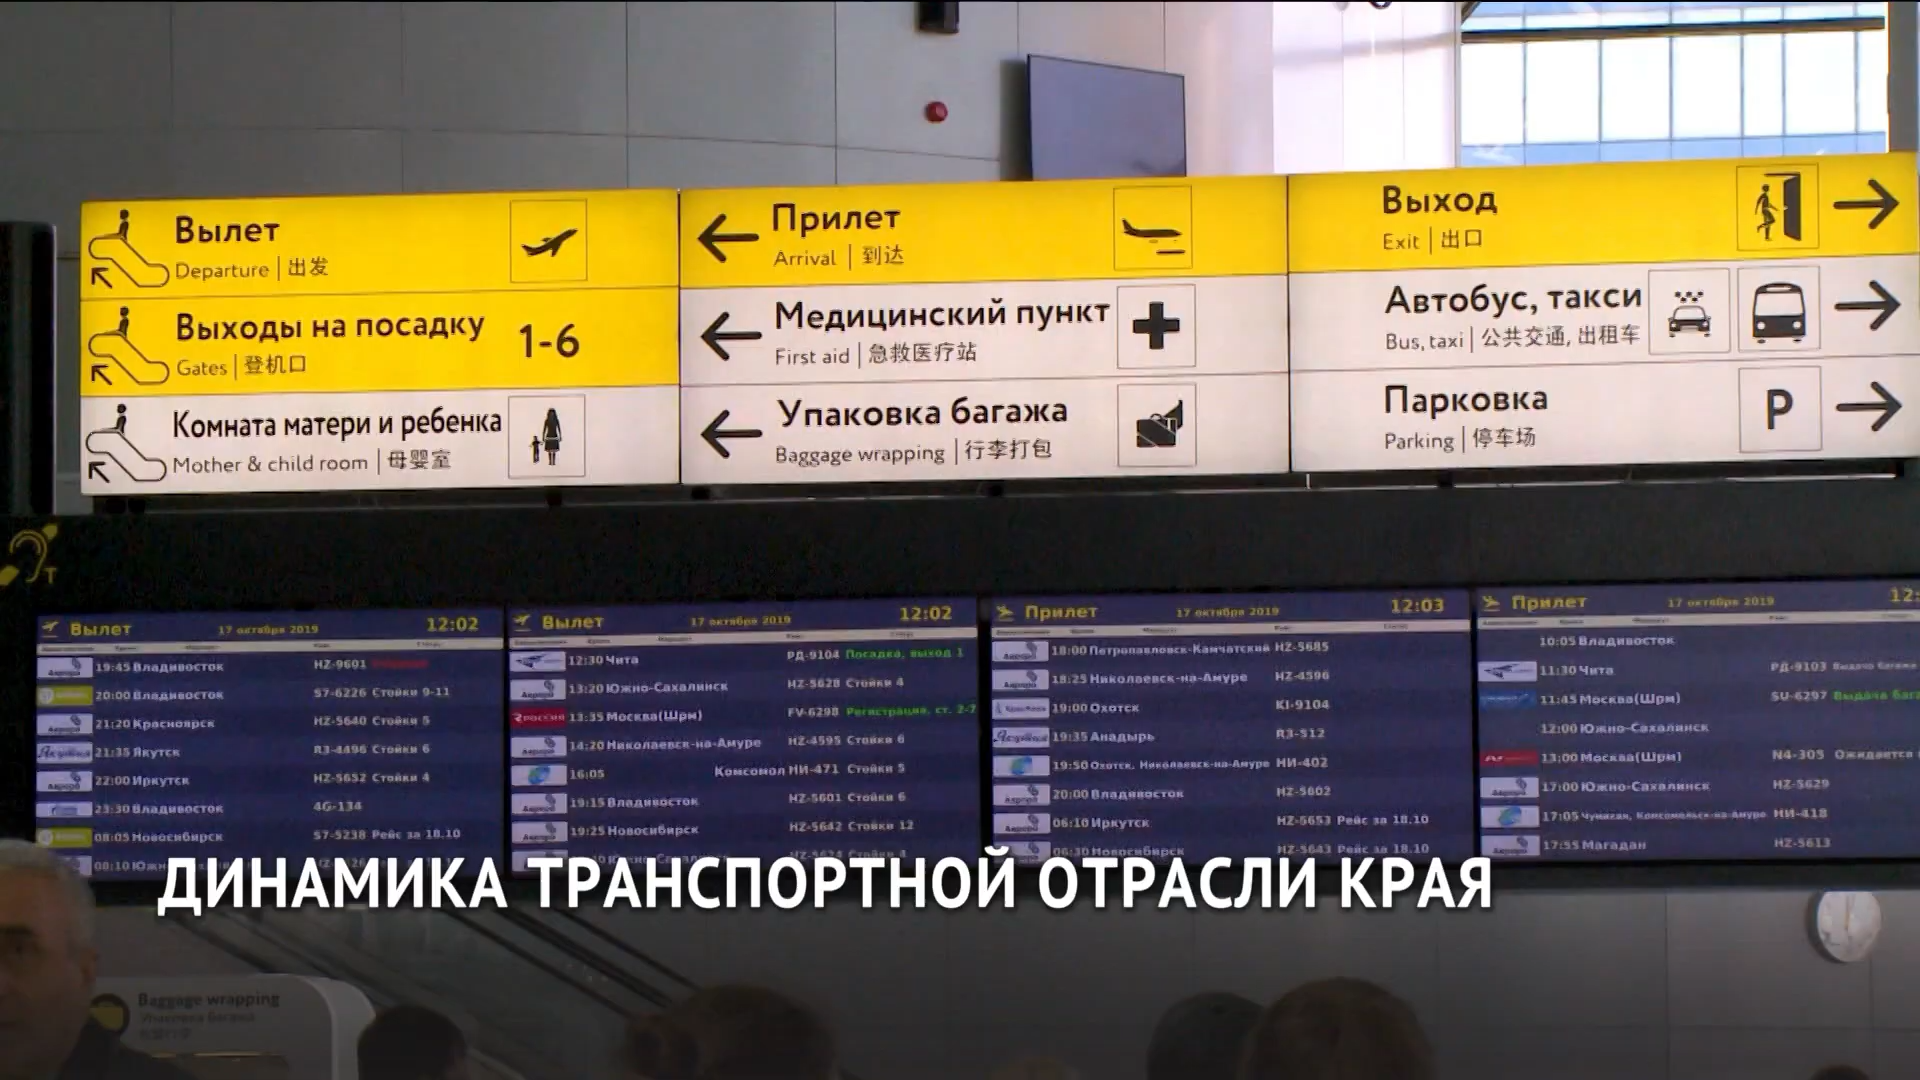 Вылет
Departure | 出发
Выходы на посадку 1-6
Gates | 登机口
Комната матери и ребенка
Mother & child room | 母婴室
Прилет
Arrival | 到达
Медицинский пункт
First aid | 急救医疗站
Упаковка багажа
Baggage wrapping | 行李打包
Выход
Exit | 出口
Автобус, такси
Bus, taxi | 公共交通, 出租车
Парковка P
Parking | 停车场
T
Вылет 17 октября 2019 12:02
19:45 Владивосток HZ-9601
20:00 Владивосток S7-6226 Стойки 9-11
21:20 Красноярск HZ-5640 Стойки 5
Якутия 21:35 Якутск R3-4496 Стойки 6
22:00 Иркутск HZ-5652 Стойки 4
23:30 Владивосток 4G-134
08:05 Новосибирск S7-5238 Рейс за 18.10
Вылет 17 октября 2019 12:02
12:30 Чита РД-9104 Посадка, выход 1
13:20 Южно-Сахалинск HZ-5628 Стойки 4
РОССИЯ 13:35 Москва(Шрм) FV-6298 Регистрация, ст. 2-7
14:20 Николаевск-на-Амуре HZ-4595 Стойки 6
16:05 Комсомол НИ-471 Стойки 5
19:15 Владивосток HZ-5601 Стойки 6
19:25 Новосибирск HZ-5642 Стойки 12
Прилет 17 октября 2019 12:03
18:00 Петропавловск-Камчатский HZ-5685
18:25 Николаевск-на-Амуре HZ-4596
19:00 Охотск KI-9104
Якутия 19:35 Анадырь R3-512
19:50 Охотск, Николаевск-на-Амуре НИ-402
20:00 Владивосток HZ-5602
06:10 Иркутск HZ-5653 Рейс за 18.10
06:30 Новосибирск HZ-5643 Рейс за 18.10
Прилет 17 октября 2019 12:
10:05 Владивосток
11:30 Чита РД-9103 Выдача багажа
11:45 Москва(Шрм) SU-6297 Выдача бага
12:00 Южно-Сахалинск
13:00 Москва(Шрм) N4-305 Ожидается
17:00 Южно-Сахалинск HZ-5629
17:05 Чумикан, Комсомольск-на-Амуре НИ-418
17:55 Магадан HZ-5613
ДИНАМИКА ТРАНСПОРТНОЙ ОТРАСЛИ КРАЯ
Baggage wrapping
Упаковка багажа